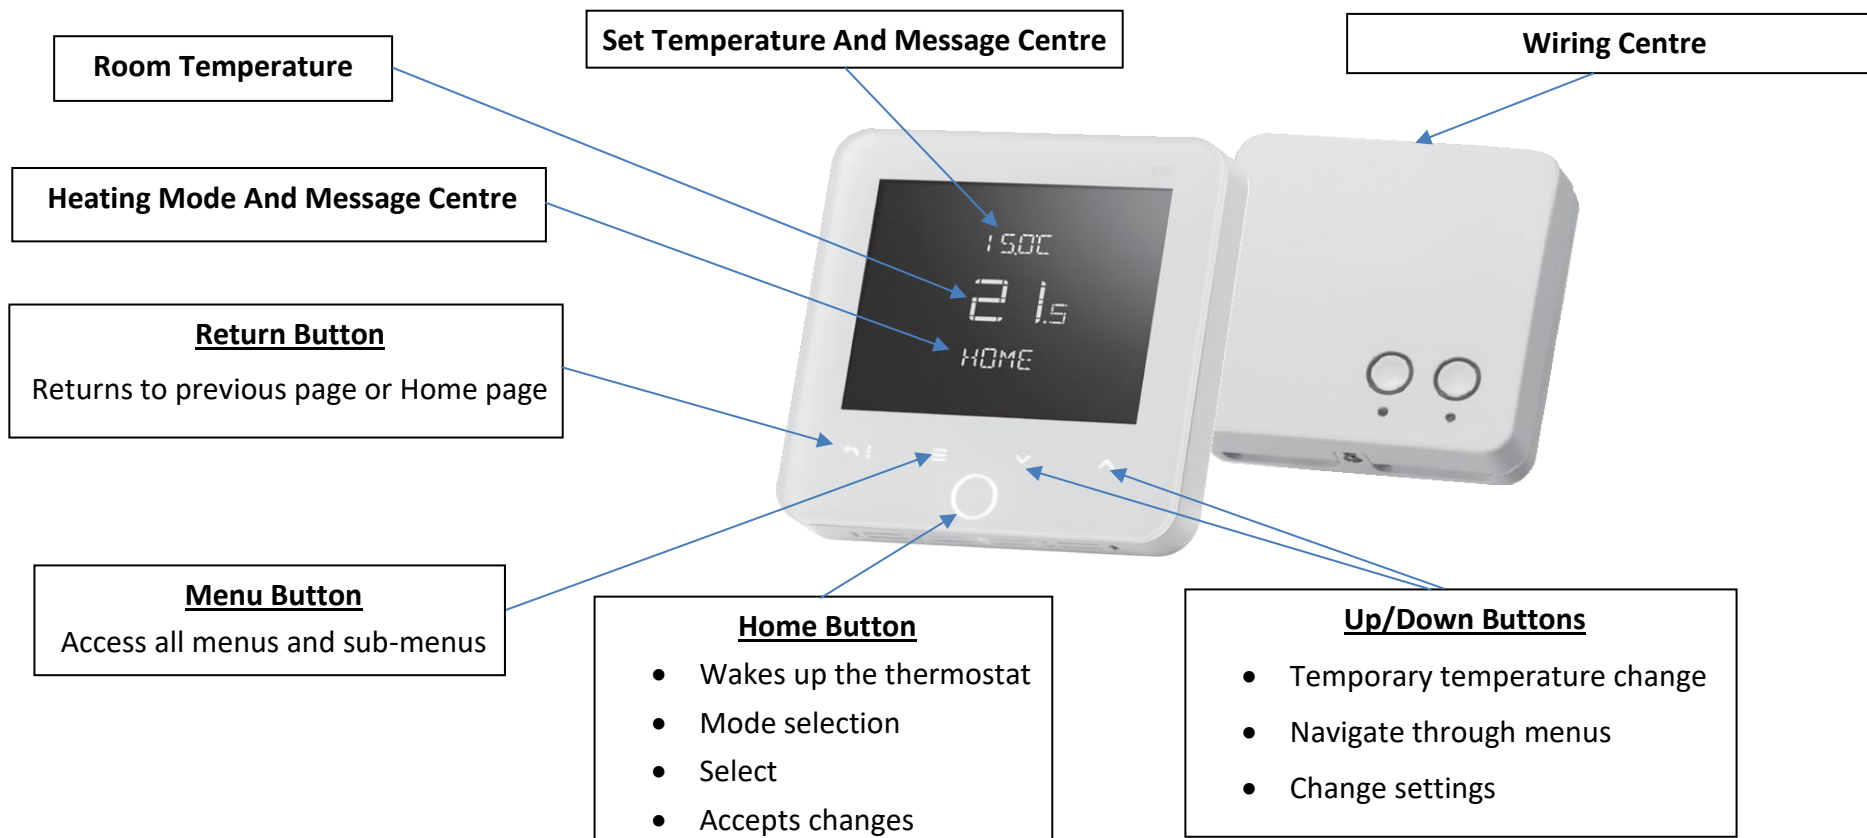 Room Temperature
Set Temperature And Message Centre
Wiring Centre
Heating Mode And Message Centre
15.0°C
21.5
HOME
Return Button
Returns to previous page or Home page
Menu Button
Access all menus and sub-menus
Home Button
• Wakes up the thermostat
• Mode selection
• Select
• Accepts changes
Up/Down Buttons
• Temporary temperature change
• Navigate through menus
• Change settings